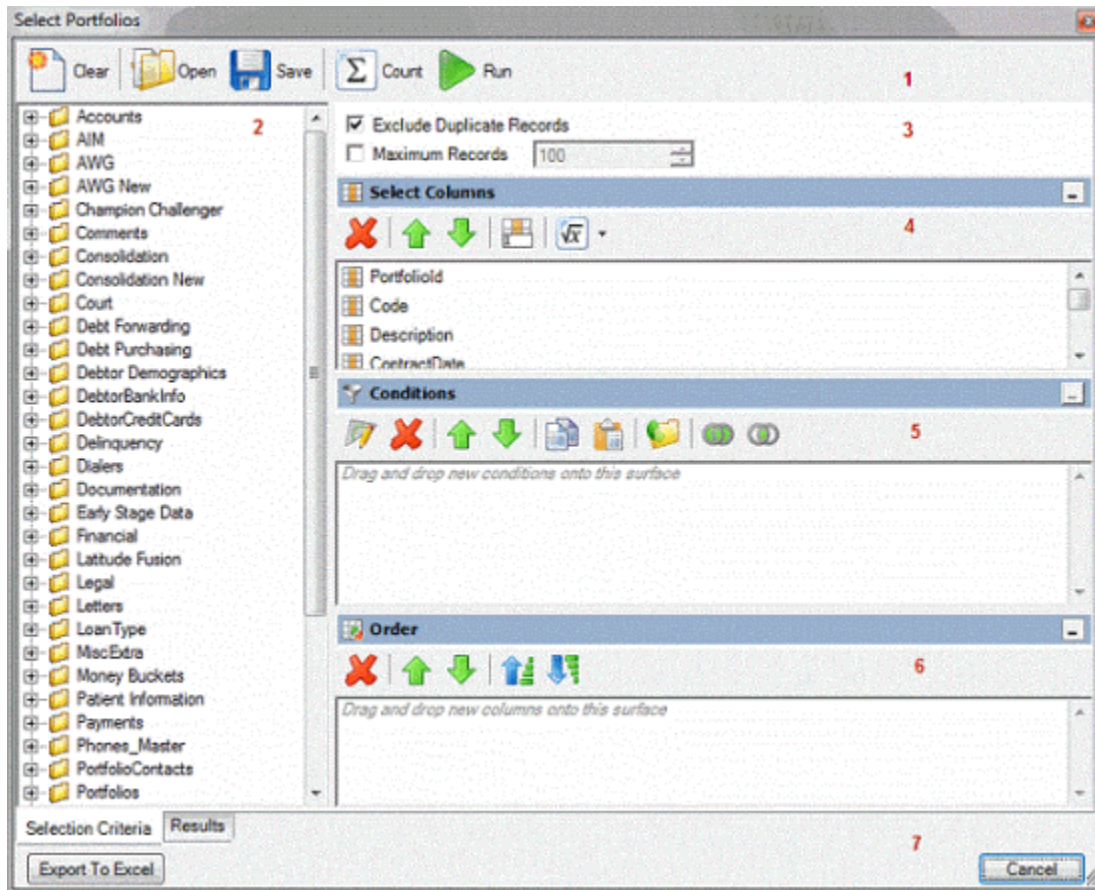 Select Portfolios
Clear Open Save Count Run 1
2
Accounts
AIM
AWG
AWG New
Champion Challenger
Comments
Consolidation
Consolidation New
Court
Debt Forwarding
Debt Purchasing
Debtor Demographics
DebtorBankInfo
DebtorCreditCards
Delinquency
Dialers
Documentation
Early Stage Data
Financial
Latitude Fusion
Legal
Letters
LoanType
MiscExtra
Money Buckets
Patient Information
Payments
Phones_Master
PortfolioContacts
Portfolios
Exclude Duplicate Records 3
Maximum Records 100
Select Columns
4
PortfolioId
Code
Description
ContractDate
Conditions
5
Drag and drop new conditions onto this surface
Order
6
Drag and drop new columns onto this surface
Selection Criteria Results
7
Export To Excel Cancel